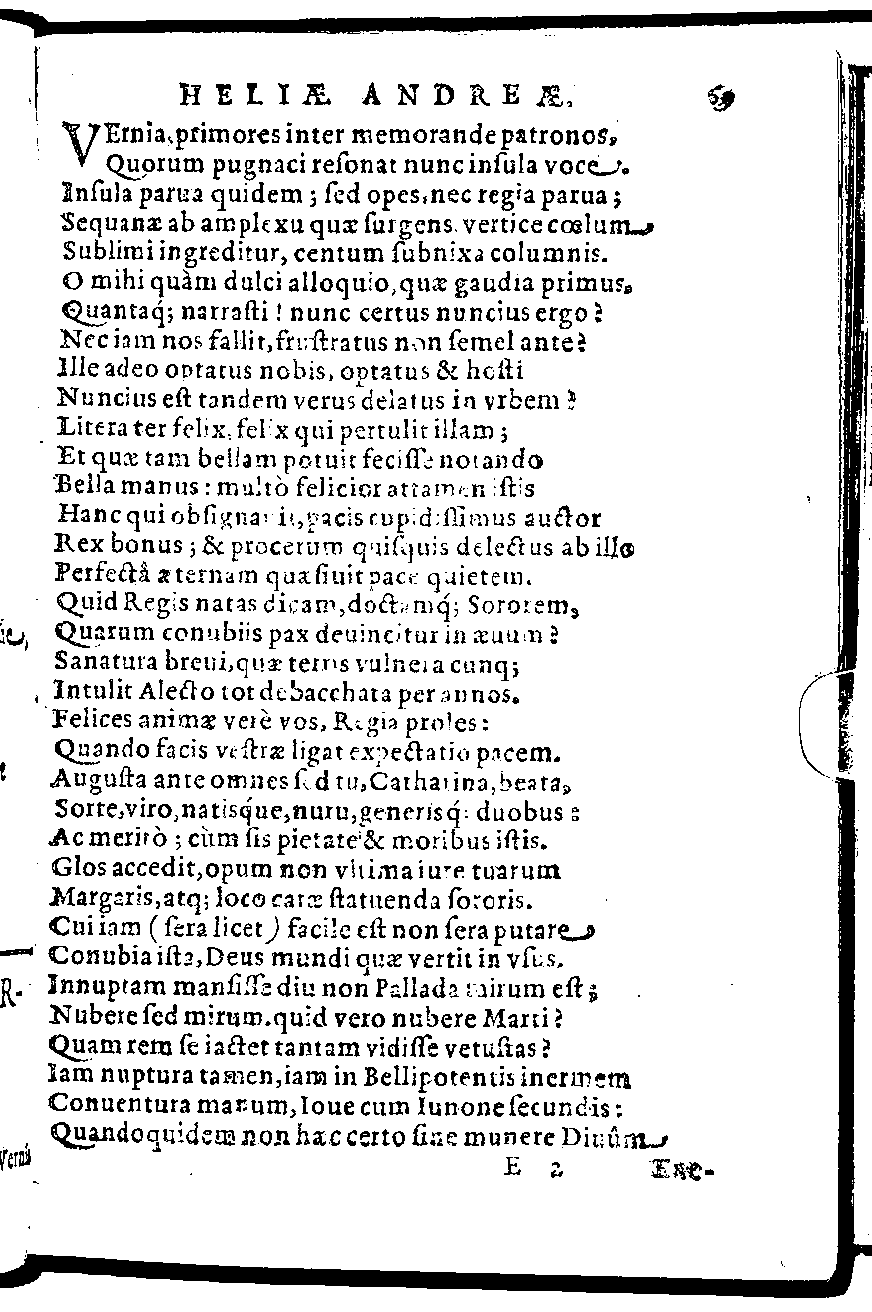 HELIÆ ANDREÆ. 69
VErnia, primores inter memorande patronos,
Quorum pugnaci reſonat nunc inſula voce.
Inſula parua quidem; ſed opes, nec regia parua;
Sequanæ ab amplexu quæ ſurgens, vertice cœlum
Sublimi ingreditur, centum ſubnixa columnis.
O mihi quàm dulci alloquio, quæ gaudia primus,
Quantaq́; narraſti! nunc certus nuncius ergo?
Nec iam nos fallit, fruſtratus non ſemel ante?
Ille adeo optatus nobis, optatus & hoſti
Nuncius eſt tandem verus delatus in vrbem?
Litera ter felix, felix qui pertulit illam;
Et quæ tam bellam potuit feciſſe notando
Bella manus: multò felicior attamen iſtis
Hanc qui obſignauit, pacis cupidiſſimus auctor
Rex bonus; & procerum quiſquis delectus ab illo
Perfectâ æternam quæſiuit pace quietem.
Quid Regis natas dicam, doctamq́; Sororem,
Quarum conubiis pax deuincitur in æuum?
Sanatura breui, quæ terris vulnera cunq;
Intulit Alecto tot debacchata per annos.
Felices animæ verè vos, Regia proles:
Quando facis veſtræ ligat expectatio pacem.
Auguſta ante omnes ſed tu, Catharina, beata,
Sorte, viro, natiſque, nuru, generiſq́: duobus:
Ac meritò; cùm ſis pietate & moribus iſtis.
Glos accedit, opum non vltima iure tuarum
Margaris, atq; loco caræ ſtatuenda ſororis.
Cui iam (ſera licet) facile eſt non ſera putare
Conubia iſta, Deus mundi quæ vertit in vſus.
Innuptam manſiſſe diu non Pallada mirum eſt;
Nubere ſed mirum. quid vero nubere Marti?
Quam rem ſe iactet tantam vidiſſe vetuſtas?
Iam nuptura tamen, iam in Bellipotentis inermem
Conuentura manum, Ioue cum Iunone ſecundis:
Quandoquidem non hæc certo ſine munere Diuûm
E 2
R-